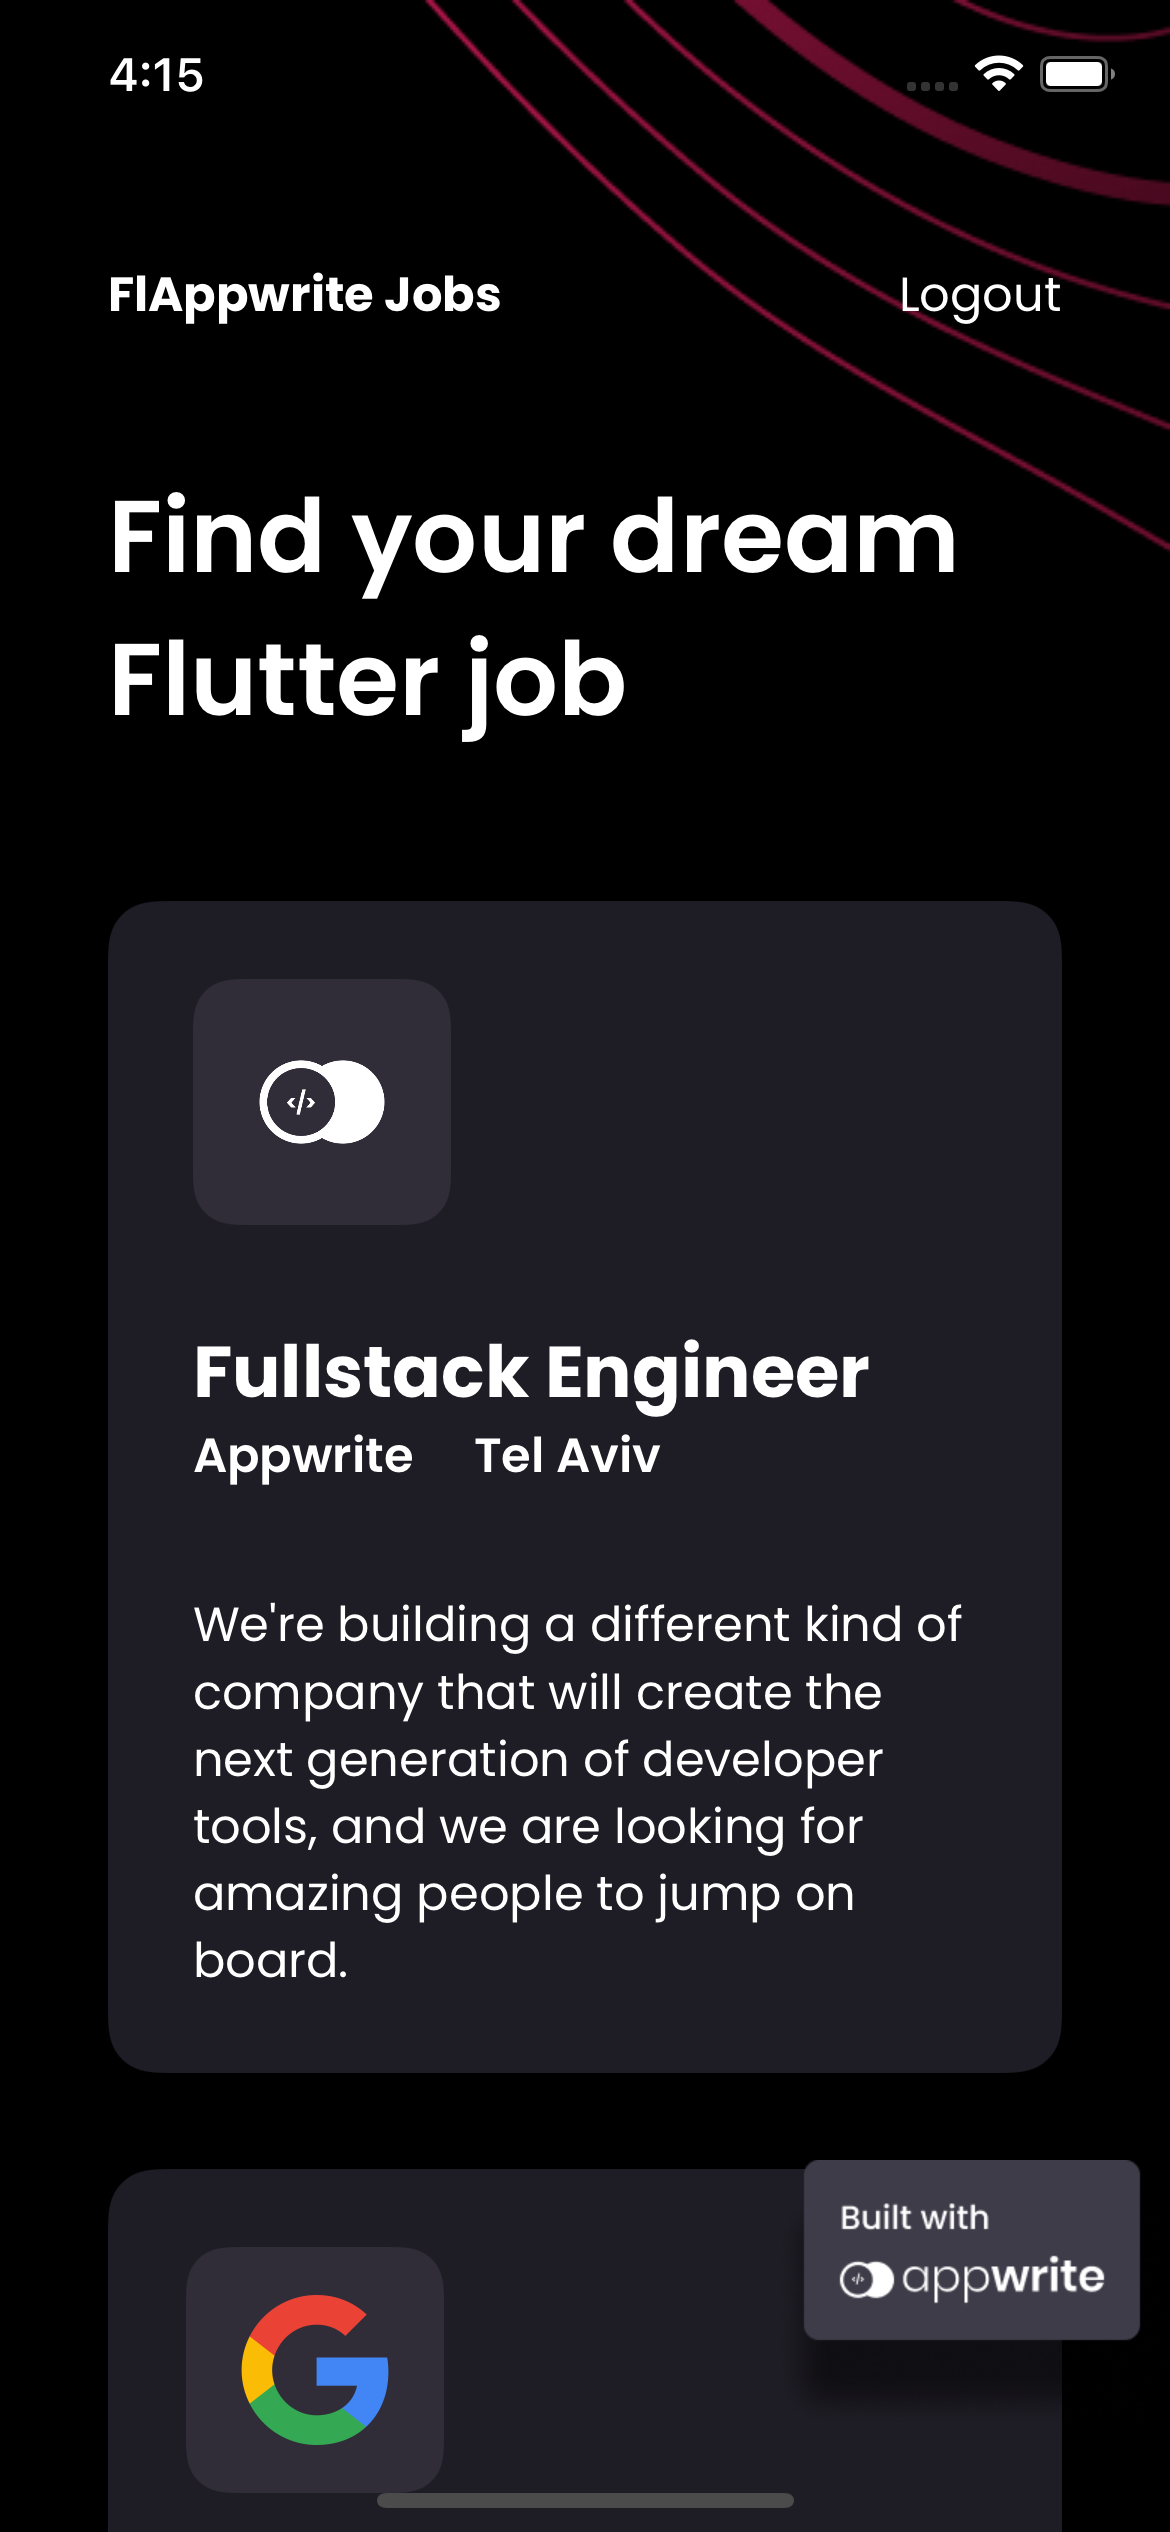 4:15
FlAppwrite Jobs
Logout
Find your dream
Flutter job
</>
Fullstack Engineer
Appwrite Tel Aviv
We're building a different kind of
company that will create the
next generation of developer
tools, and we are looking for
amazing people to jump on
board.
Built with
</> appwrite
G